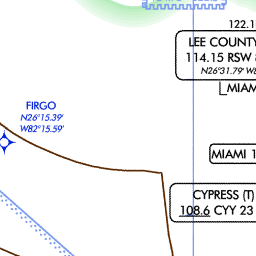 122.1
LEE COUNTY
114.15 RSW
N26°31.79' W8
MIAM
FIRGO
N26°15.39'
W82°15.59'
MIAMI 1
CYPRESS (T)
108.6 CYY 23